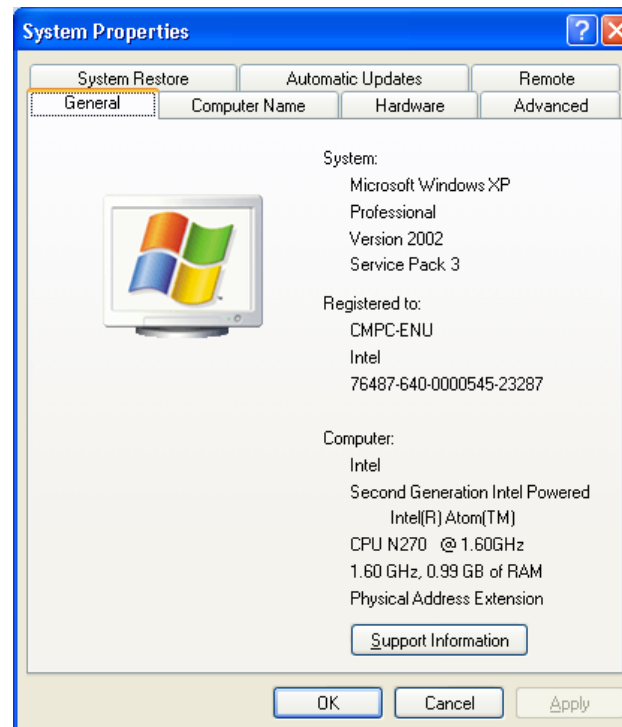 System Properties
System Restore
Automatic Updates
Remote
General
Computer Name
Hardware
Advanced
System:
Microsoft Windows XP
Professional
Version 2002
Service Pack 3
Registered to:
CMPC-ENU
Intel
76487-640-0000545-23287
Computer:
Intel
Second Generation Intel Powered
Intel(R) Atom(TM)
CPU N270 @ 1.60GHz
1.60 GHz, 0.99 GB of RAM
Physical Address Extension
Support Information
OK
Cancel
Apply